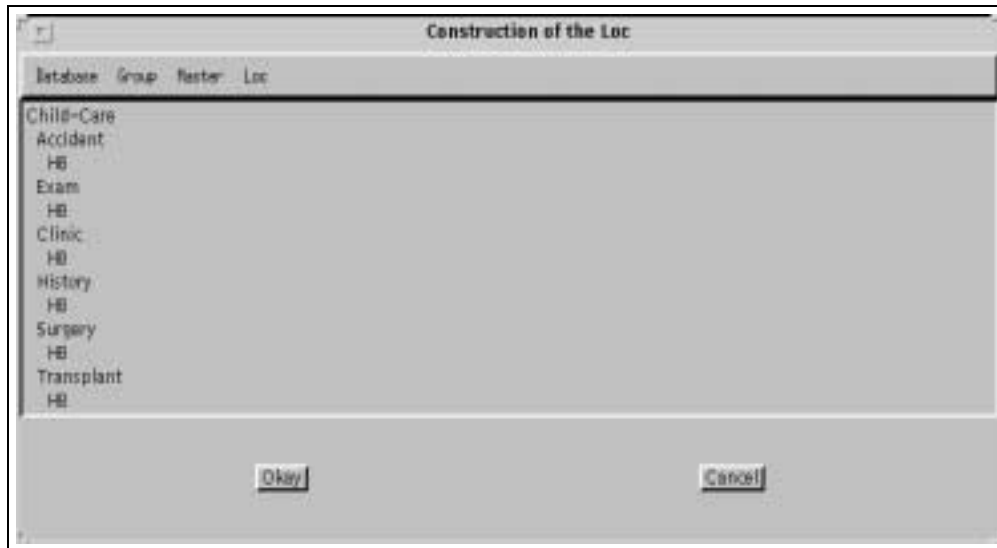 Construction of the Loc
Database Group Master Loc
Child-Care
Accident
HB
Exam
HB
Clinic
HB
History
HB
Surgery
HB
Transplant
HB
Okay Cancel